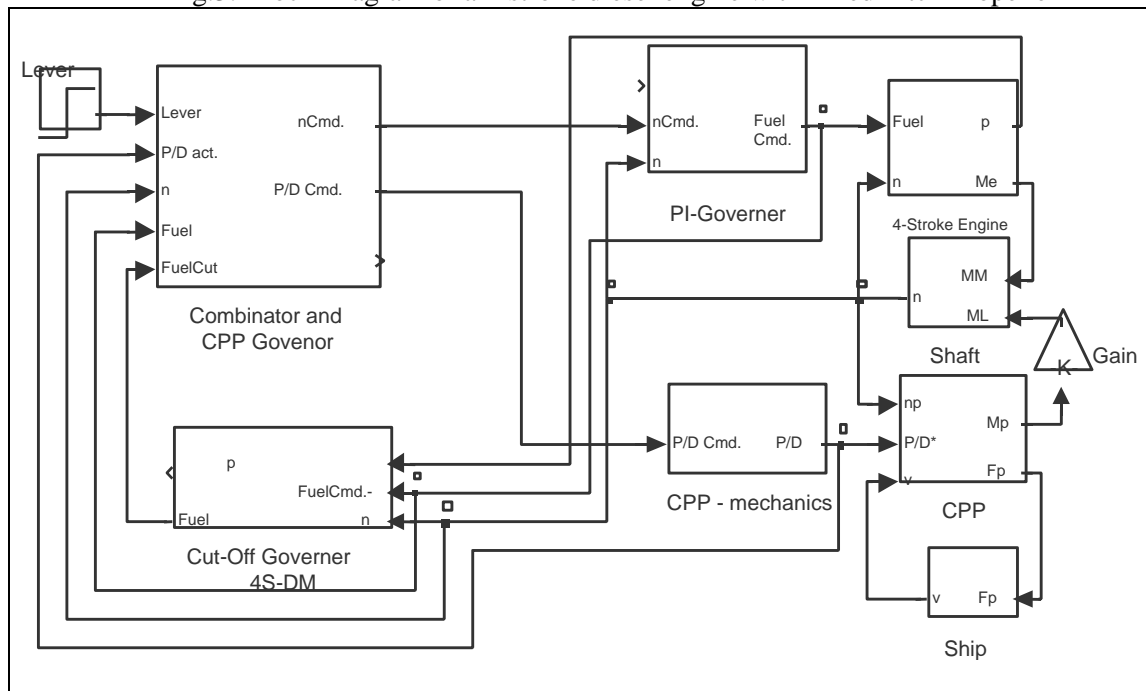 Lever
Lever
P/D act.
n
Fuel
FuelCut
nCmd.
P/D Cmd.
Combinator and
CPP Govenor
nCmd.
n
Fuel
Cmd.
PI-Governer
Fuel
n
p
Me
4-Stroke Engine
MM
ML
n
Shaft
-K-
Gain
P/D Cmd.
P/D
CPP - mechanics
np
P/D*
v
Mp
Fp
CPP
p
FuelCmd.-
n
Fuel
Cut-Off Governer
4S-DM
v
Fp
Ship